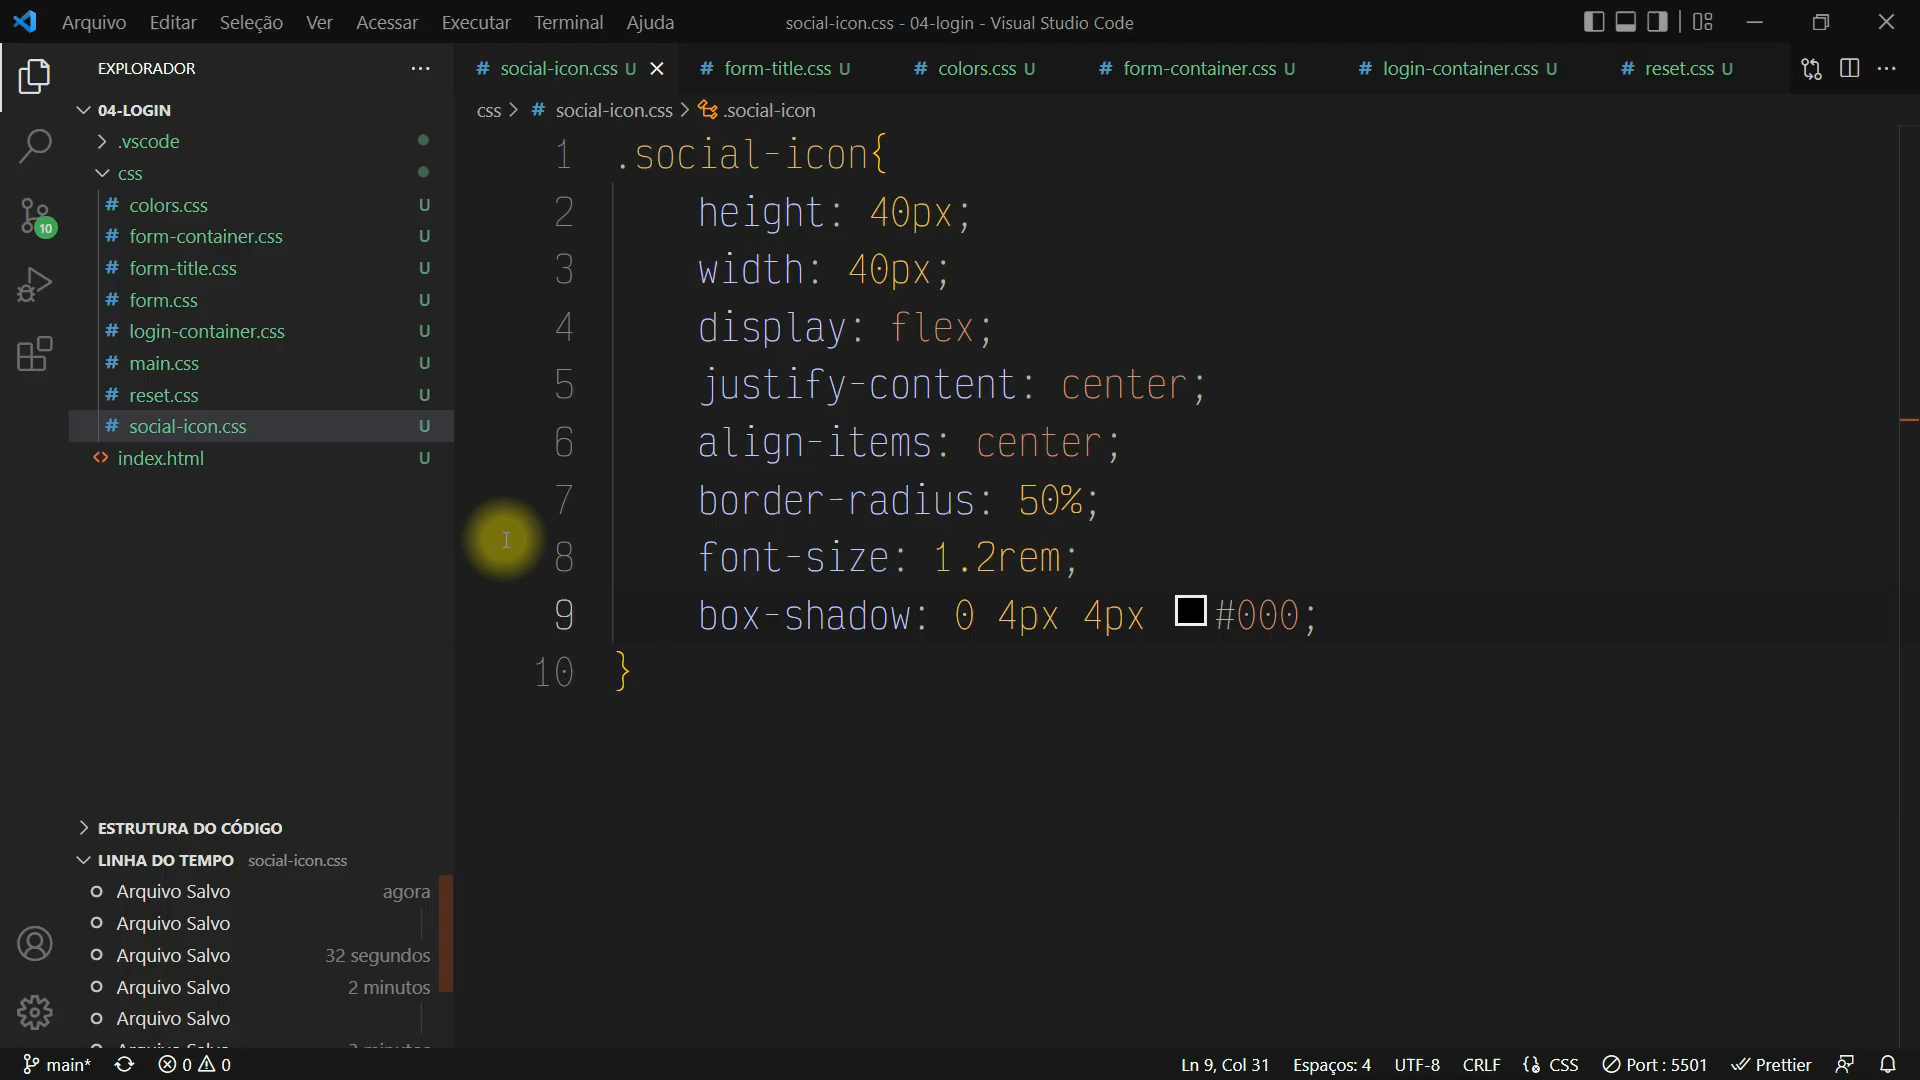 Arquivo Editar Seleção Ver Acessar Executar Terminal Ajuda social-icon.css - 04-login - Visual Studio Code
EXPLORADOR
# social-icon.css U # form-title.css U # colors.css U # form-container.css U # login-container.css U # reset.css U
04-LOGIN
css > # social-icon.css > .social-icon
.vscode
css
# colors.css U
# form-container.css U
# form-title.css U
# form.css U
# login-container.css U
# main.css U
# reset.css U
# social-icon.css U
<> index.html U
10
1 .social-icon{
2 height: 40px;
3 width: 40px;
4 display: flex;
5 justify-content: center;
6 align-items: center;
7 border-radius: 50%;
8 font-size: 1.2rem;
9 box-shadow: 0 4px 4px #000;
10 }
ESTRUTURA DO CÓDIGO
LINHA DO TEMPO social-icon.css
Arquivo Salvo agora
Arquivo Salvo
Arquivo Salvo 32 segundos
Arquivo Salvo 2 minutos
Arquivo Salvo
main* 0 0 Ln 9, Col 31 Espaços: 4 UTF-8 CRLF CSS Port : 5501 Prettier